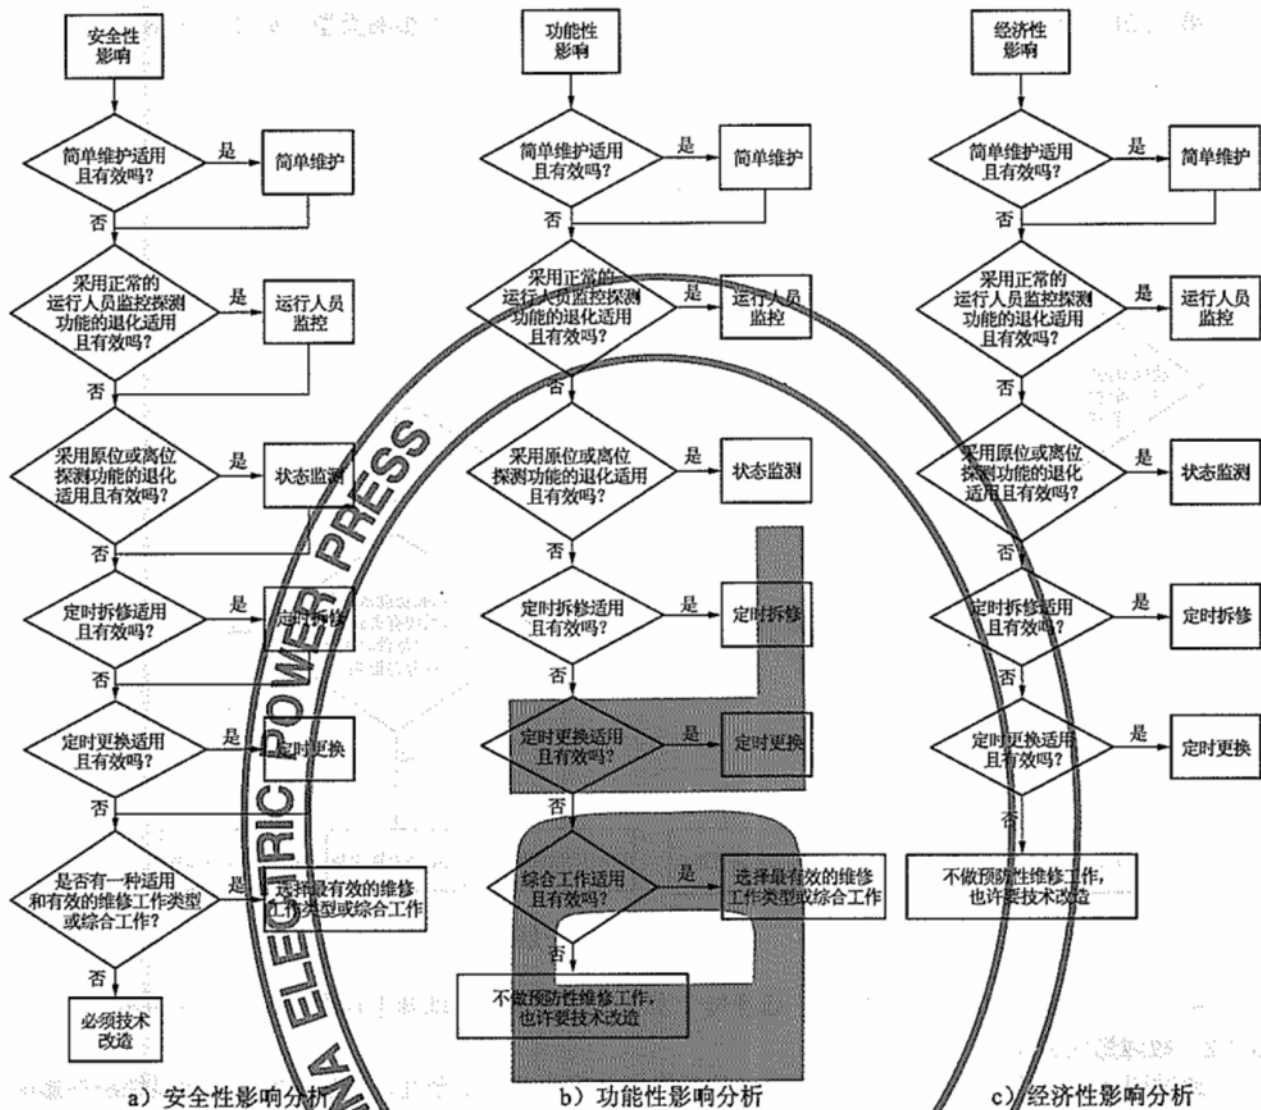 安全性
影响
简单维护适用
且有效吗?
是
简单维护
否
采用正常的
运行人员监控探测
功能的退化适用
且有效吗?
是
运行人员
监控
否
采用原位或离位
探测功能的退化
适用且有效吗?
是
状态监测
否
定时拆修适用
且有效吗?
是
定时拆修
否
定时更换适用
且有效吗?
是
定时更换
否
是否有一种适用
和有效的维修工作类型
或综合工作?
是
选择最有效的维修
工作类型或综合工作
否
必须技术
改造
a）安全性影响分析
功能性
影响
简单维护适用
且有效吗?
是
简单维护
否
采用正常的
运行人员监控探测
功能的退化适用
且有效吗?
是
运行人员
监控
否
采用原位或离位
探测功能的退化适用
且有效吗?
是
状态监测
否
定时拆修适用
且有效吗?
是
定时拆修
否
定时更换适用
且有效吗?
是
定时更换
否
综合工作适用
且有效吗?
是
选择最有效的维修
工作类型或综合工作
否
不做预防性维修工作，
也许要技术改造
b）功能性影响分析
经济性
影响
简单维护适用
且有效吗?
是
简单维护
否
采用正常的
运行人员监控探测
功能的退化适用
且有效吗?
是
运行人员
监控
否
采用原位或离位
探测功能的退化
适用且有效吗?
是
状态监测
否
定时拆修适用
且有效吗?
是
定时拆修
否
定时更换适用
且有效吗?
是
定时更换
否
不做预防性维修工作，
也许要技术改造
c）经济性影响分析
INA ELECTRIC POWER PRESS